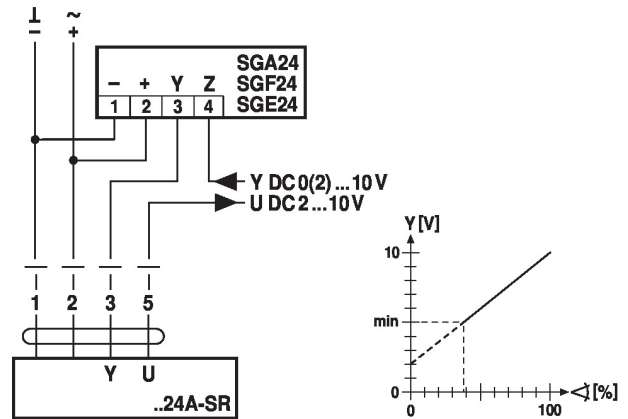 ⊥ ~
– +
SGA24
– + Y Z SGF24
1 2 3 4 SGE24
Y DC 0(2) ...10 V
U DC 2 ...10 V
1 2 3 5
Y U
..24A-SR
Y [V]
10
min
0
0 100 ∢ [%]